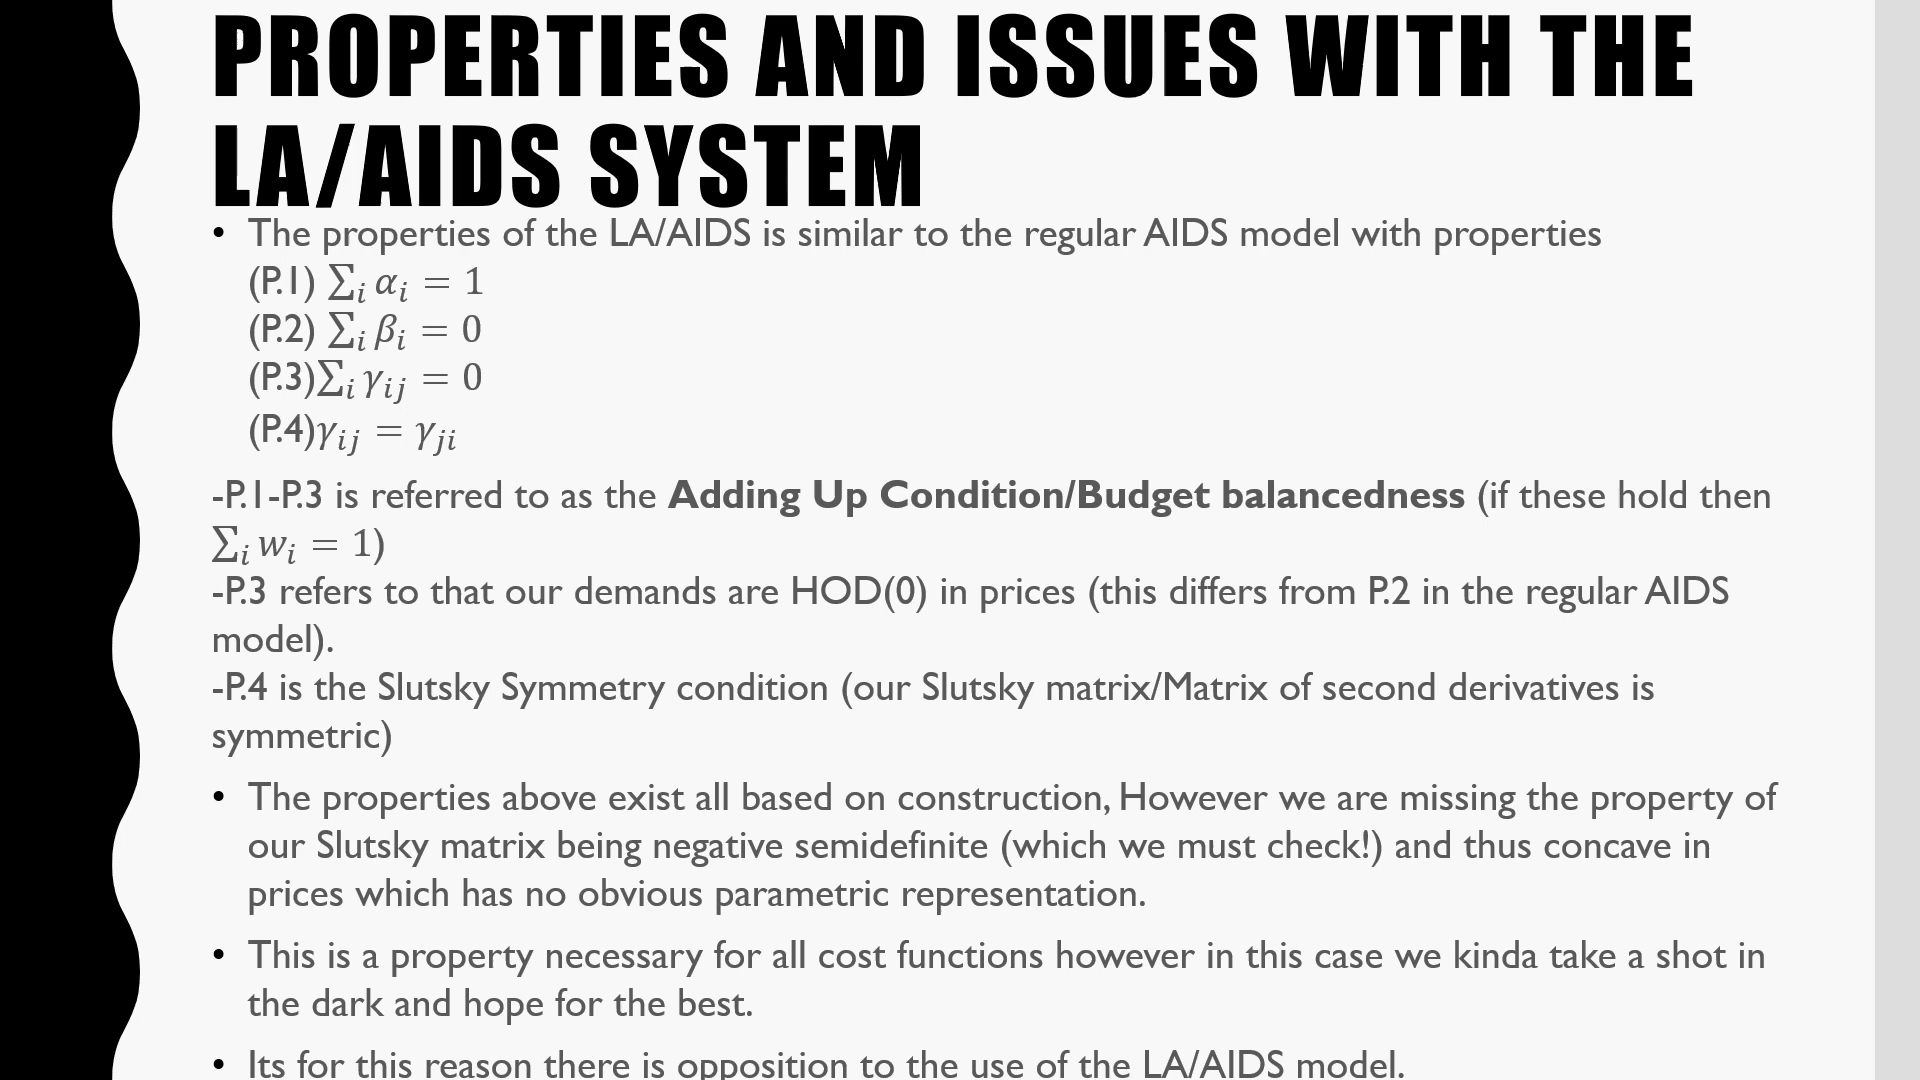 PROPERTIES AND ISSUES WITH THE
LA/AIDS SYSTEM
• The properties of the LA/AIDS is similar to the regular AIDS model with properties
(P.1) ∑ᵢ αᵢ = 1
(P.2) ∑ᵢ βᵢ = 0
(P.3)∑ᵢ γᵢⱼ = 0
(P.4)γᵢⱼ = γⱼᵢ
-P.1-P.3 is referred to as the Adding Up Condition/Budget balancedness (if these hold then
∑ᵢ wᵢ = 1)
-P.3 refers to that our demands are HOD(0) in prices (this differs from P.2 in the regular AIDS
model).
-P.4 is the Slutsky Symmetry condition (our Slutsky matrix/Matrix of second derivatives is
symmetric)
• The properties above exist all based on construction, However we are missing the property of
our Slutsky matrix being negative semidefinite (which we must check!) and thus concave in
prices which has no obvious parametric representation.
• This is a property necessary for all cost functions however in this case we kinda take a shot in
the dark and hope for the best.
• Its for this reason there is opposition to the use of the LA/AIDS model.